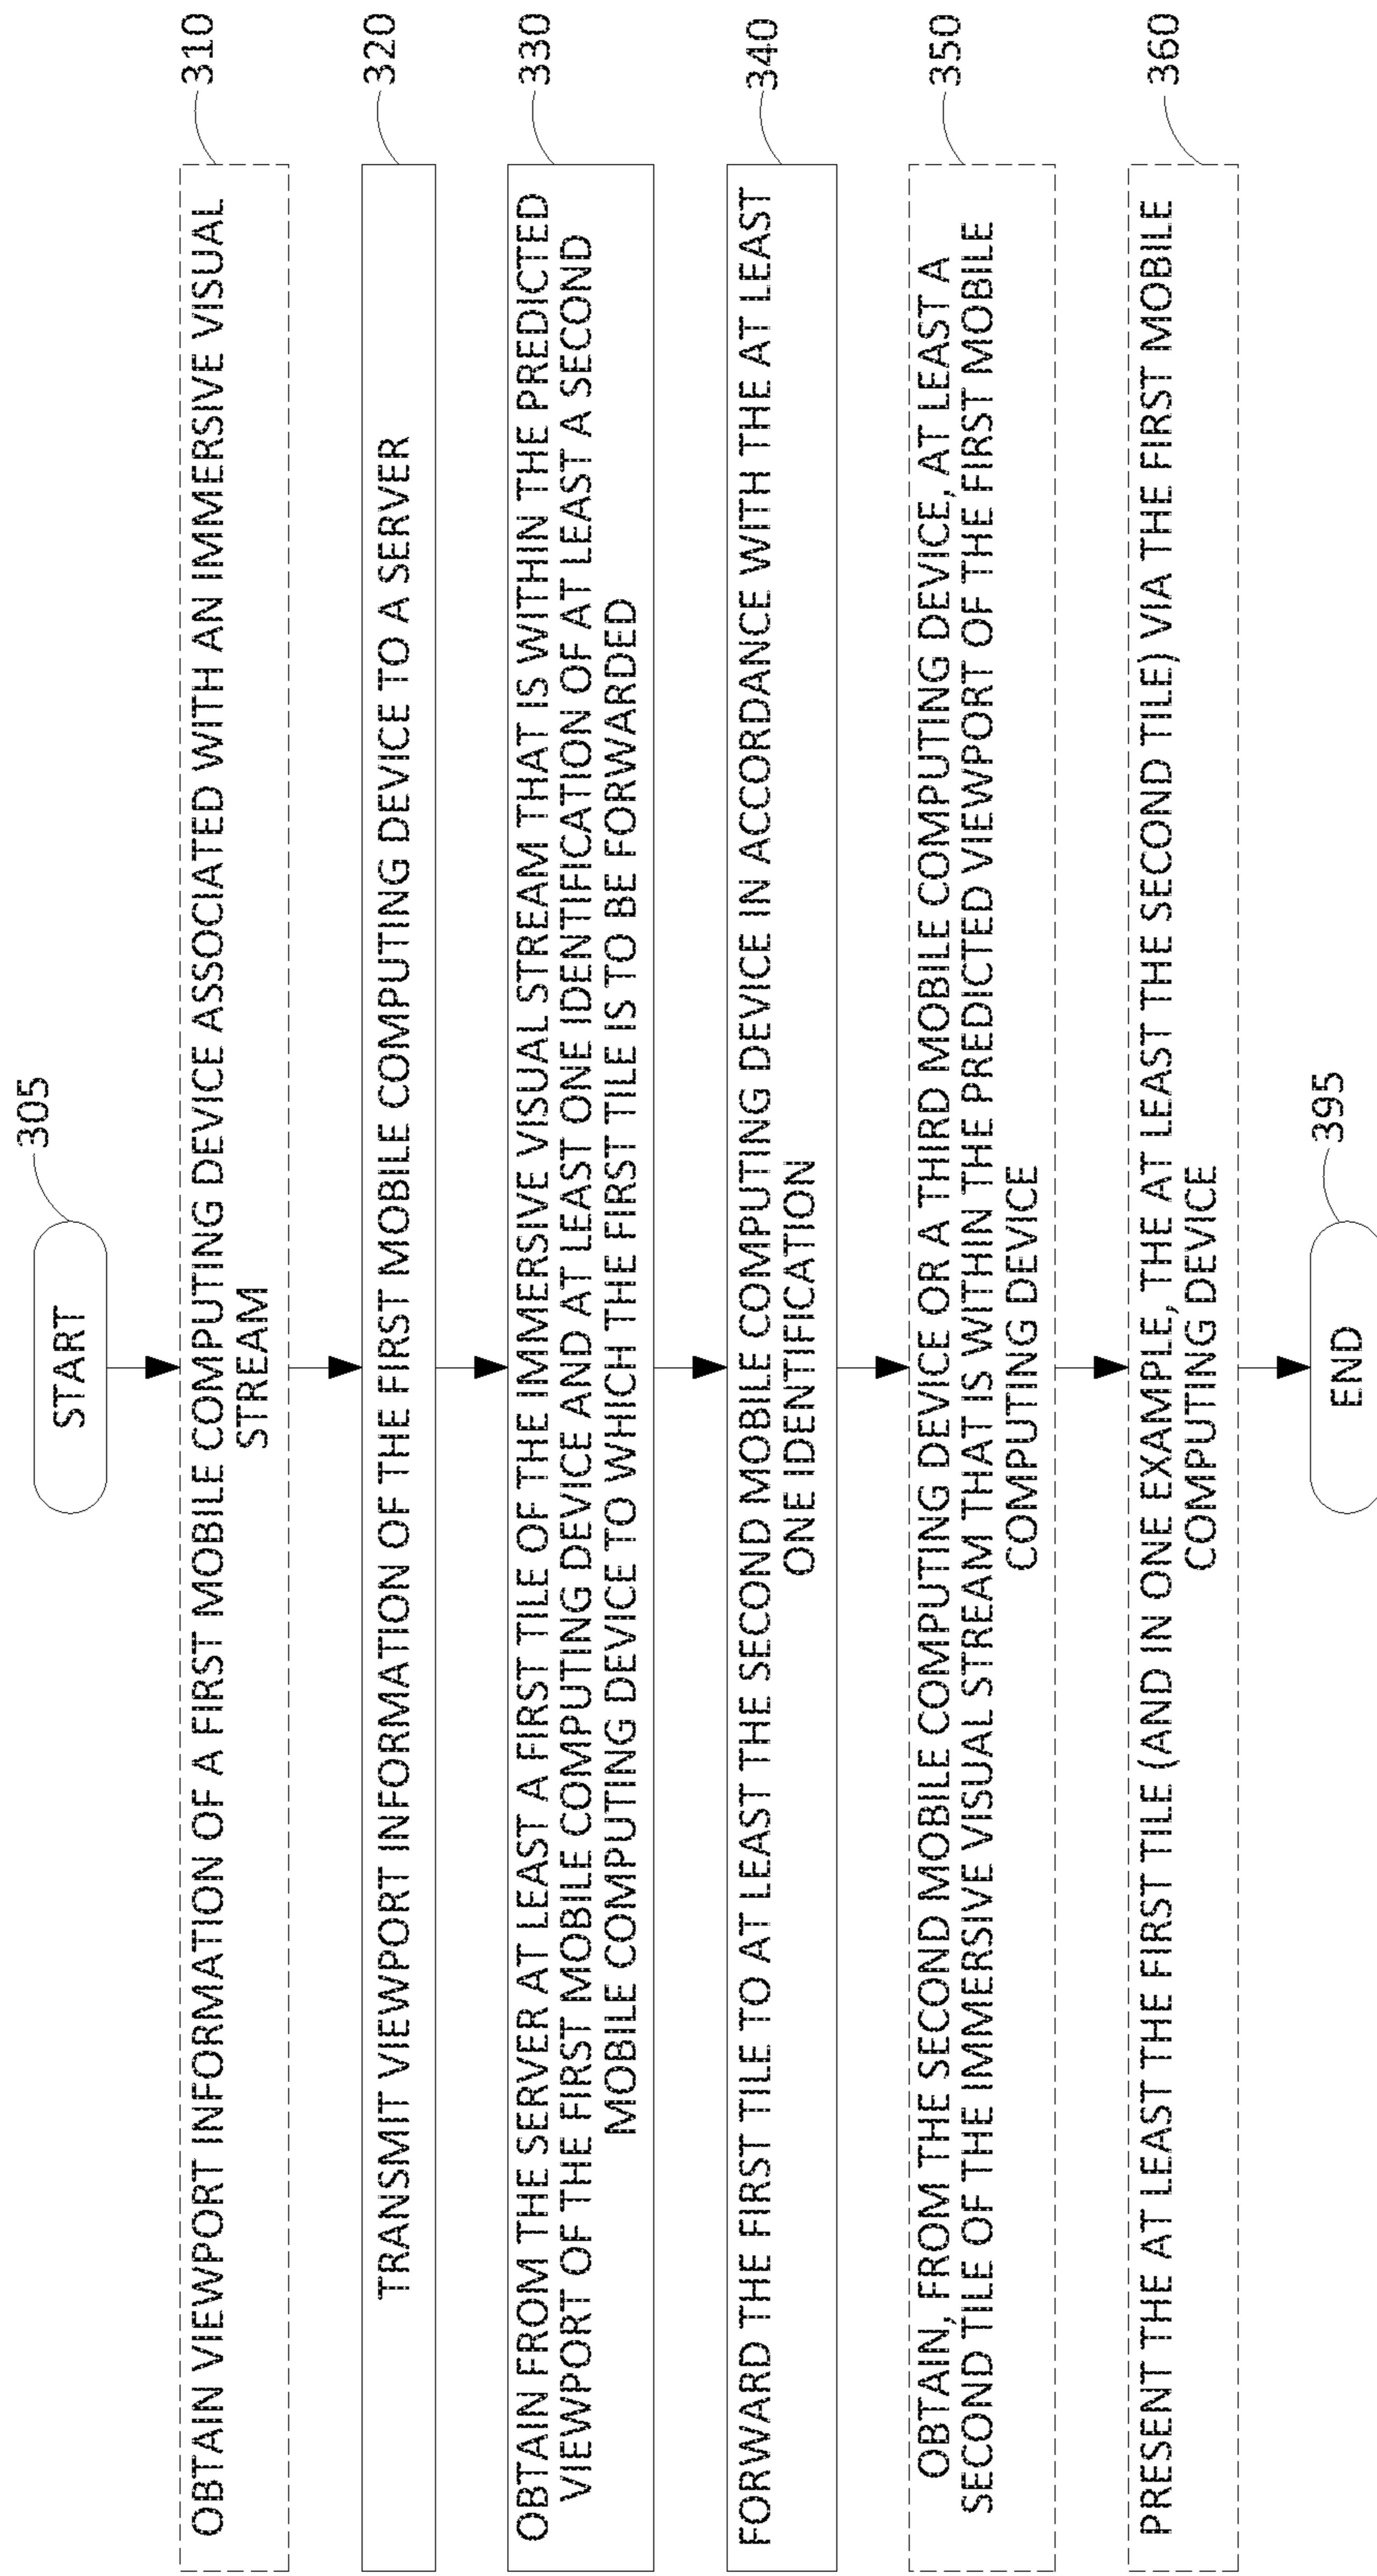 305
START
310
OBTAIN VIEWPORT INFORMATION OF A FIRST MOBILE COMPUTING DEVICE ASSOCIATED WITH AN IMMERSIVE VISUAL
STREAM
320
TRANSMIT VIEWPORT INFORMATION OF THE FIRST MOBILE COMPUTING DEVICE TO A SERVER
330
OBTAIN FROM THE SERVER AT LEAST A FIRST TILE OF THE IMMERSIVE VISUAL STREAM THAT IS WITHIN THE PREDICTED
VIEWPORT OF THE FIRST MOBILE COMPUTING DEVICE AND AT LEAST ONE IDENTIFICATION OF AT LEAST A SECOND
MOBILE COMPUTING DEVICE TO WHICH THE FIRST TILE IS TO BE FORWARDED
340
FORWARD THE FIRST TILE TO AT LEAST THE SECOND MOBILE COMPUTING DEVICE IN ACCORDANCE WITH THE AT LEAST
ONE IDENTIFICATION
350
OBTAIN, FROM THE SECOND MOBILE COMPUTING DEVICE OR A THIRD MOBILE COMPUTING DEVICE, AT LEAST A
SECOND TILE OF THE IMMERSIVE VISUAL STREAM THAT IS WITHIN THE PREDICTED VIEWPORT OF THE FIRST MOBILE
COMPUTING DEVICE
360
PRESENT THE AT LEAST THE FIRST TILE (AND IN ONE EXAMPLE, THE AT LEAST THE SECOND TILE) VIA THE FIRST MOBILE
COMPUTING DEVICE
395
END